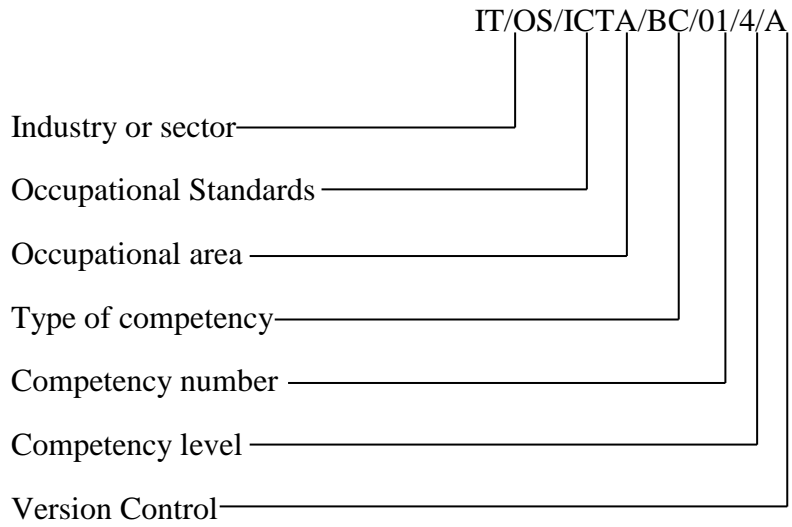 IT/OS/ICTA/BC/01/4/A
Industry or sector
Occupational Standards
Occupational area
Type of competency
Competency number
Competency level
Version Control